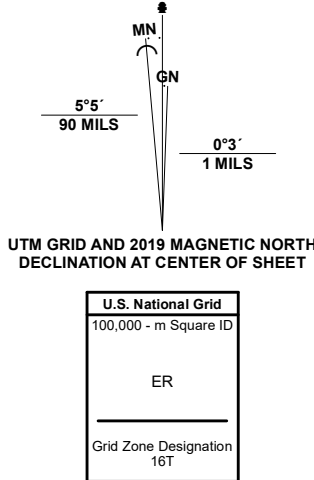 MN
GN
5°5´
90 MILS
0°3´
1 MILS
UTM GRID AND 2019 MAGNETIC NORTH
DECLINATION AT CENTER OF SHEET
U.S. National Grid
100,000 - m Square ID
ER
Grid Zone Designation
16T